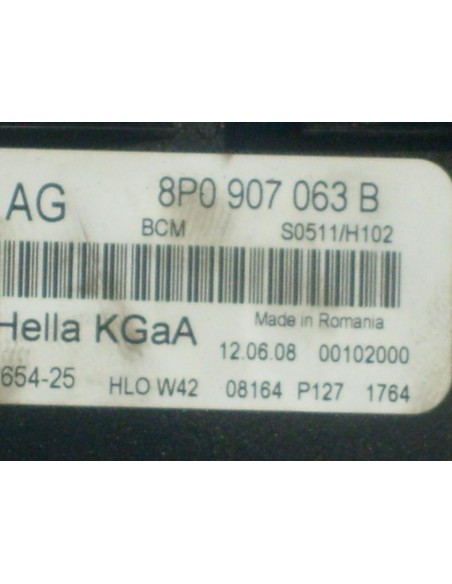 AG 8P0 907 063 B
BCM S0511/H102
Hella KGaA Made in Romania
12.06.08 00102000
654-25 HLO W42 08164 P127 1764